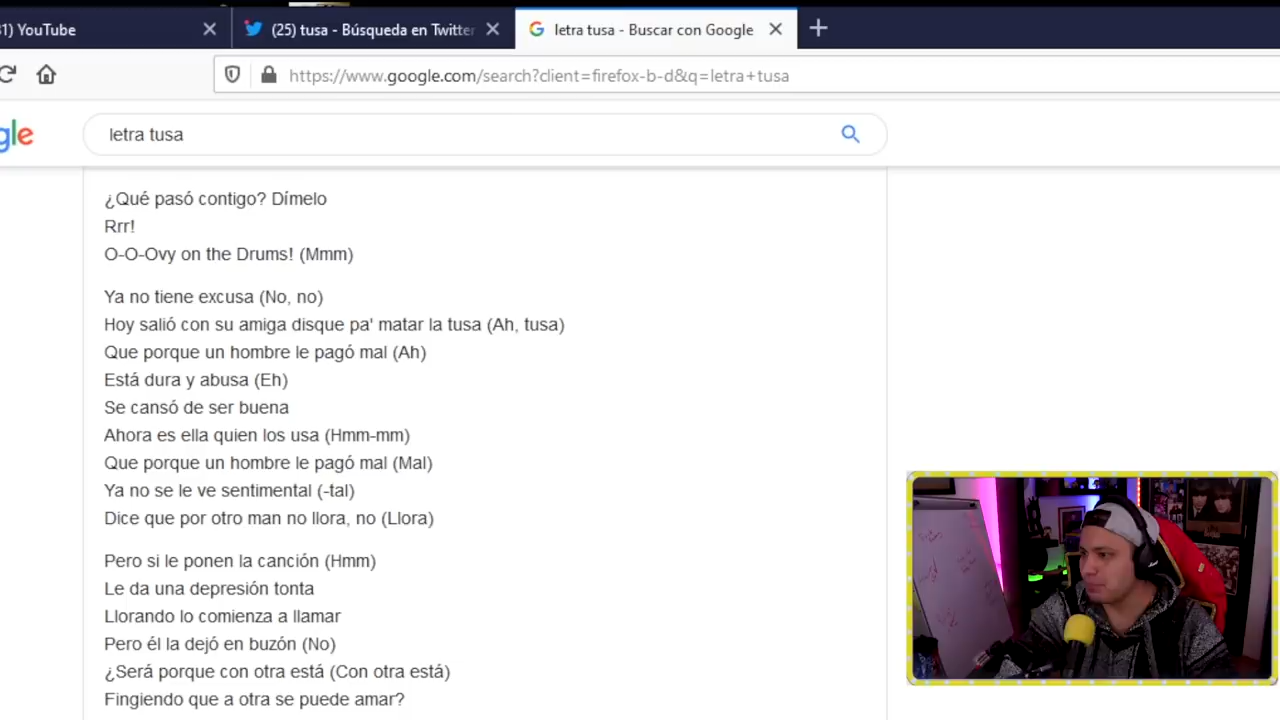 1) YouTube
(25) tusa - Búsqueda en Twitter
letra tusa - Buscar con Google
https://www.google.com/search?client=firefox-b-d&q=letra+tusa
gle
letra tusa
¿Qué pasó contigo? Dímelo
Rrr!
O-O-Ovy on the Drums! (Mmm)
Ya no tiene excusa (No, no)
Hoy salió con su amiga disque pa' matar la tusa (Ah, tusa)
Que porque un hombre le pagó mal (Ah)
Está dura y abusa (Eh)
Se cansó de ser buena
Ahora es ella quien los usa (Hmm-mm)
Que porque un hombre le pagó mal (Mal)
Ya no se le ve sentimental (-tal)
Dice que por otro man no llora, no (Llora)
Pero si le ponen la canción (Hmm)
Le da una depresión tonta
Llorando lo comienza a llamar
Pero él la dejó en buzón (No)
¿Será porque con otra está (Con otra está)
Fingiendo que a otra se puede amar?